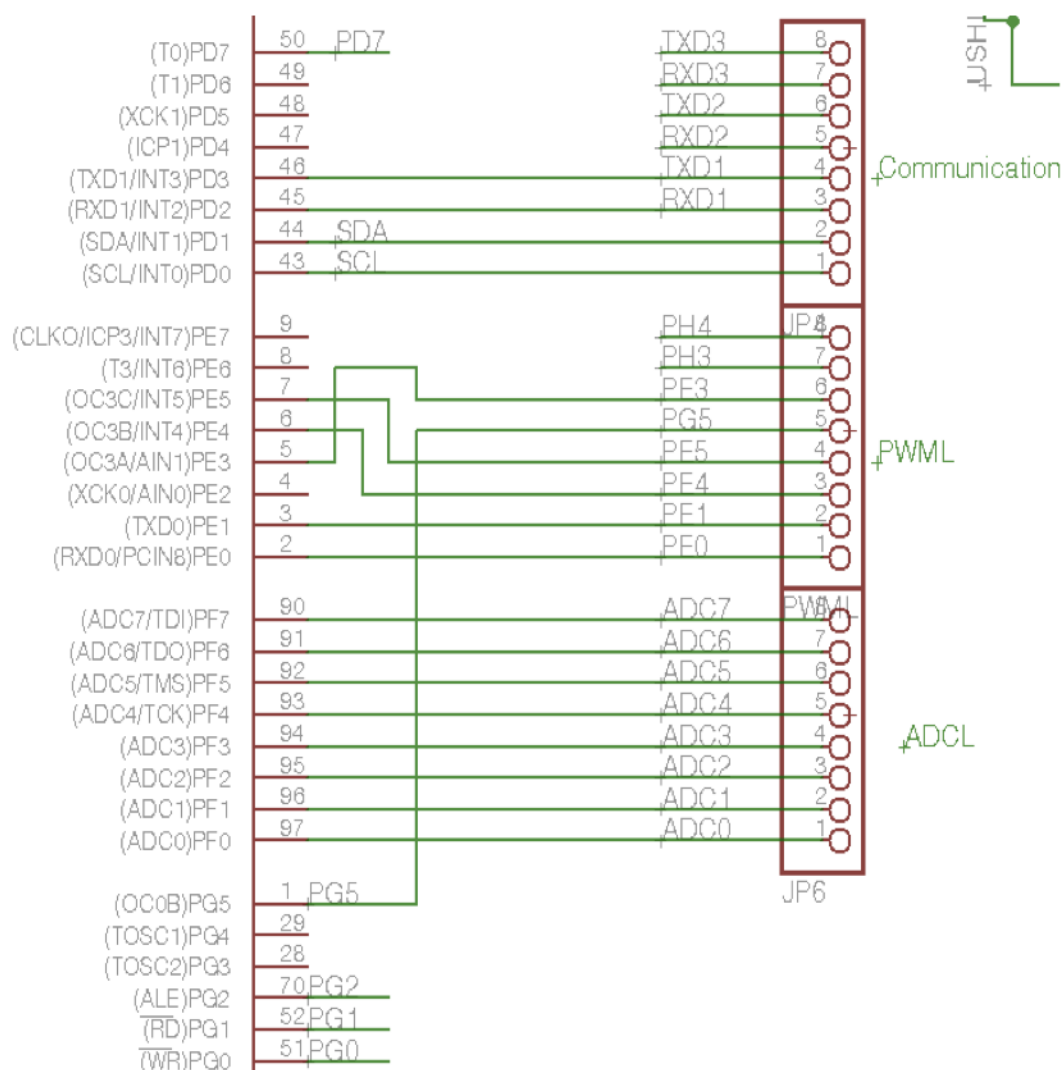 (T0)PD7 50 PD7 TXD3 8
(T1)PD6 49 RXD3 7
(XCK1)PD5 48 TXD2 6
(ICP1)PD4 47 RXD2 5
(TXD1/INT3)PD3 46 TXD1 4 Communication
(RXD1/INT2)PD2 45 RXD1 3
(SDA/INT1)PD1 44 SDA 2
(SCL/INT0)PD0 43 SCL 1
JP4
(CLKO/ICP3/INT7)PE7 9 PH4 8
(T3/INT6)PE6 8 PH3 7
(OC3C/INT5)PE5 7 PE3 6
(OC3B/INT4)PE4 6 PG5 5
(OC3A/AIN1)PE3 5 PE5 4 PWML
(XCK0/AIN0)PE2 4 PE4 3
(TXD0)PE1 3 PE1 2
(RXD0/PCIN8)PE0 2 PE0 1
PWML
(ADC7/TDI)PF7 90 ADC7 8
(ADC6/TDO)PF6 91 ADC6 7
(ADC5/TMS)PF5 92 ADC5 6
(ADC4/TCK)PF4 93 ADC4 5
(ADC3)PF3 94 ADC3 4 ADCL
(ADC2)PF2 95 ADC2 3
(ADC1)PF1 96 ADC1 2
(ADC0)PF0 97 ADC0 1
JP6
(OC0B)PG5 1 PG5
(TOSC1)PG4 29
(TOSC2)PG3 28
(ALE)PG2 70 PG2
(RD)PG1 52 PG1
(WR)PG0 51 PG0